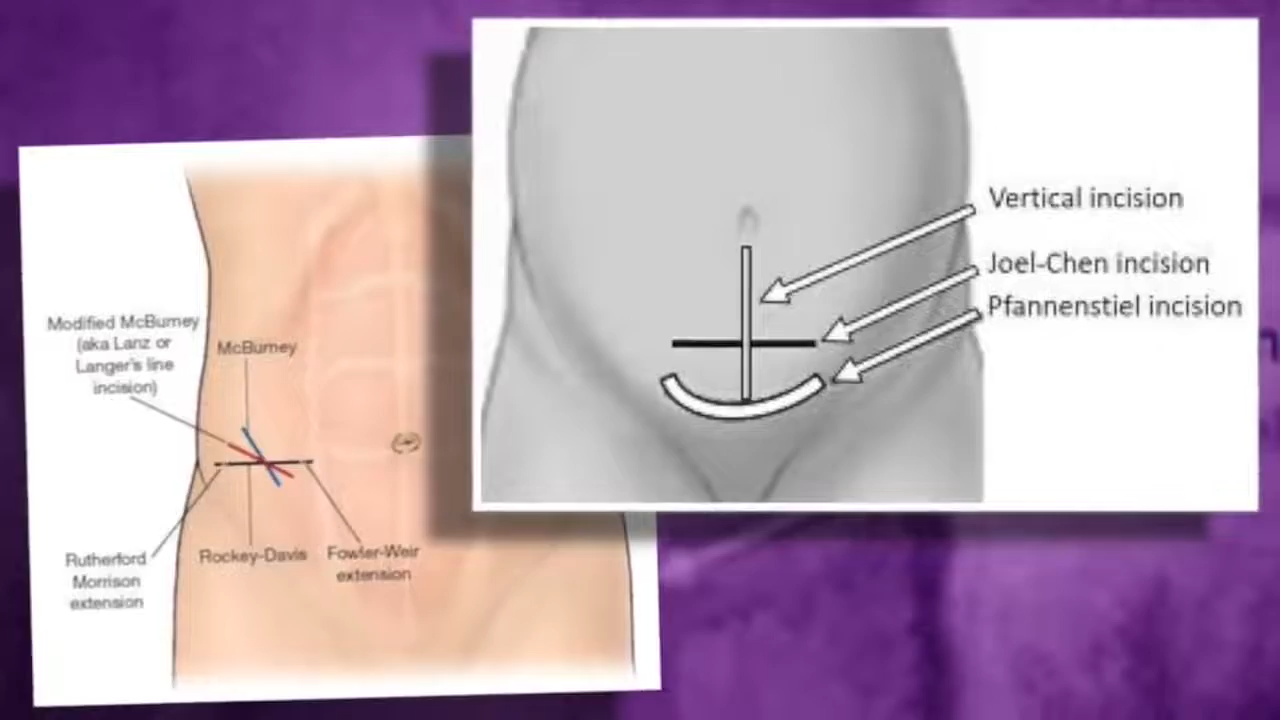 Vertical incision
Joel-Chen incision
Pfannenstiel incision
Modified McBurney
(aka Lanz or
Langer's line
incision)
McBurney
Rutherford
Morrison
extension
Rockey-Davis
Fowler-Weir
extension